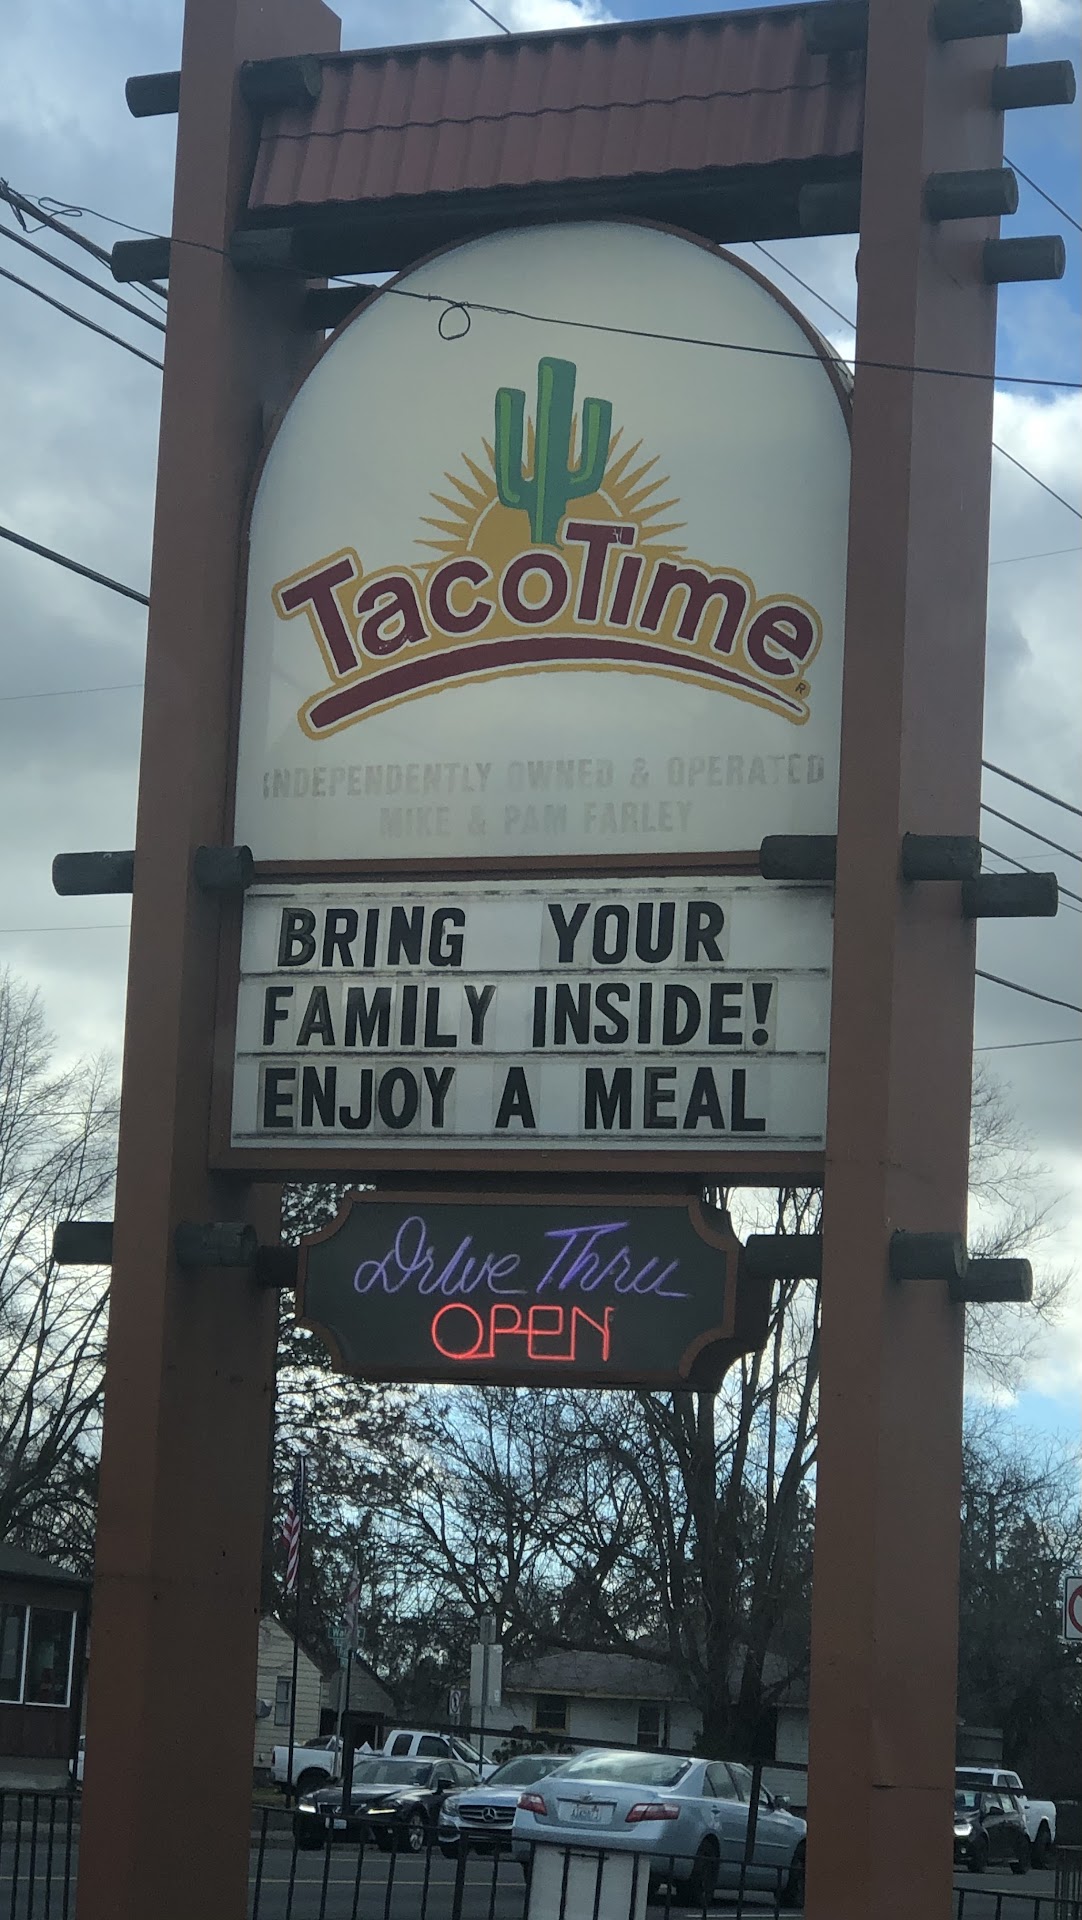 TacoTime®
INDEPENDENTLY OWNED & OPERATED
MIKE & PAM FARLEY
BRING YOUR
FAMILY INSIDE!
ENJOY A MEAL
Drive Thru
OPEN